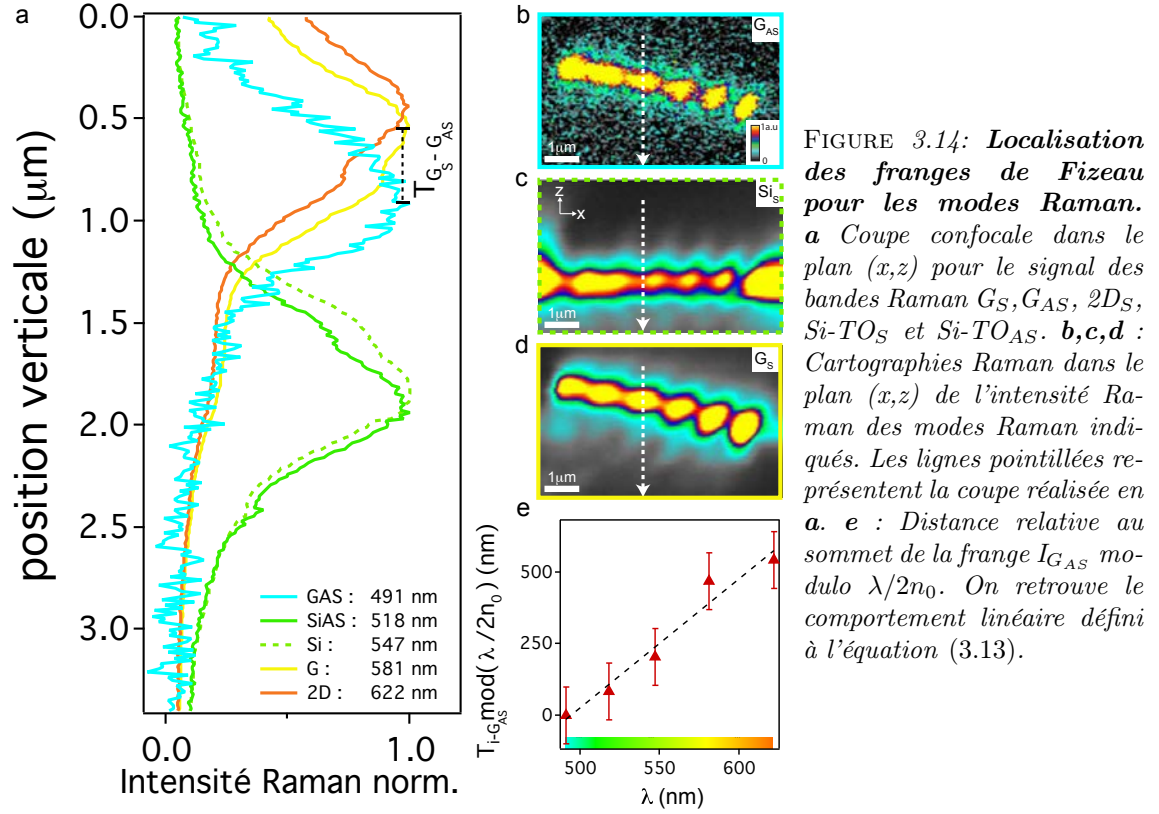 a
0.0
0.5
1.0
1.5
2.0
2.5
3.0
position verticale (μm)
T G_S - G_AS
GAS : 491 nm
SiAS : 518 nm
Si : 547 nm
G : 581 nm
2D : 622 nm
0.0 1.0
Intensité Raman norm.
b
G_AS
1a.u
0
1μm
c
Si_S
z
x
1μm
d
G_S
1μm
e
500
250
0
T_i-G_AS mod( λ /2n_0) (nm)
500 550 600
λ (nm)
FIGURE 3.14: Localisation
des franges de Fizeau
pour les modes Raman.
a Coupe confocale dans le
plan (x,z) pour le signal des
bandes Raman G_S,G_AS, 2D_S,
Si-TO_S et Si-TO_AS. b,c,d :
Cartographies Raman dans le
plan (x,z) de l'intensité Ra-
man des modes Raman indi-
qués. Les lignes pointillées re-
présentent la coupe réalisée en
a. e : Distance relative au
sommet de la frange I_G_AS mo-
dulo λ/2n_0. On retrouve le
comportement linéaire défini
à l'équation (3.13).